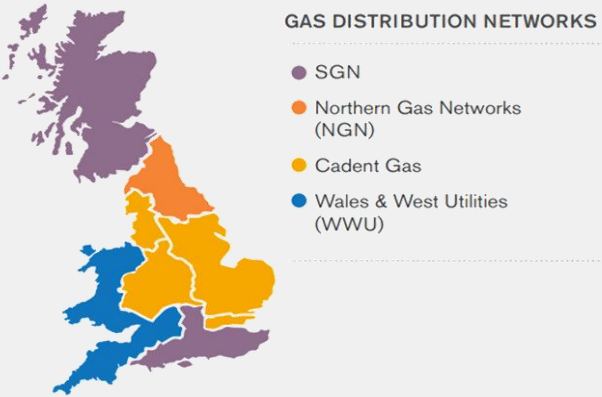 GAS DISTRIBUTION NETWORKS
SGN
Northern Gas Networks
(NGN)
Cadent Gas
Wales & West Utilities
(WWU)